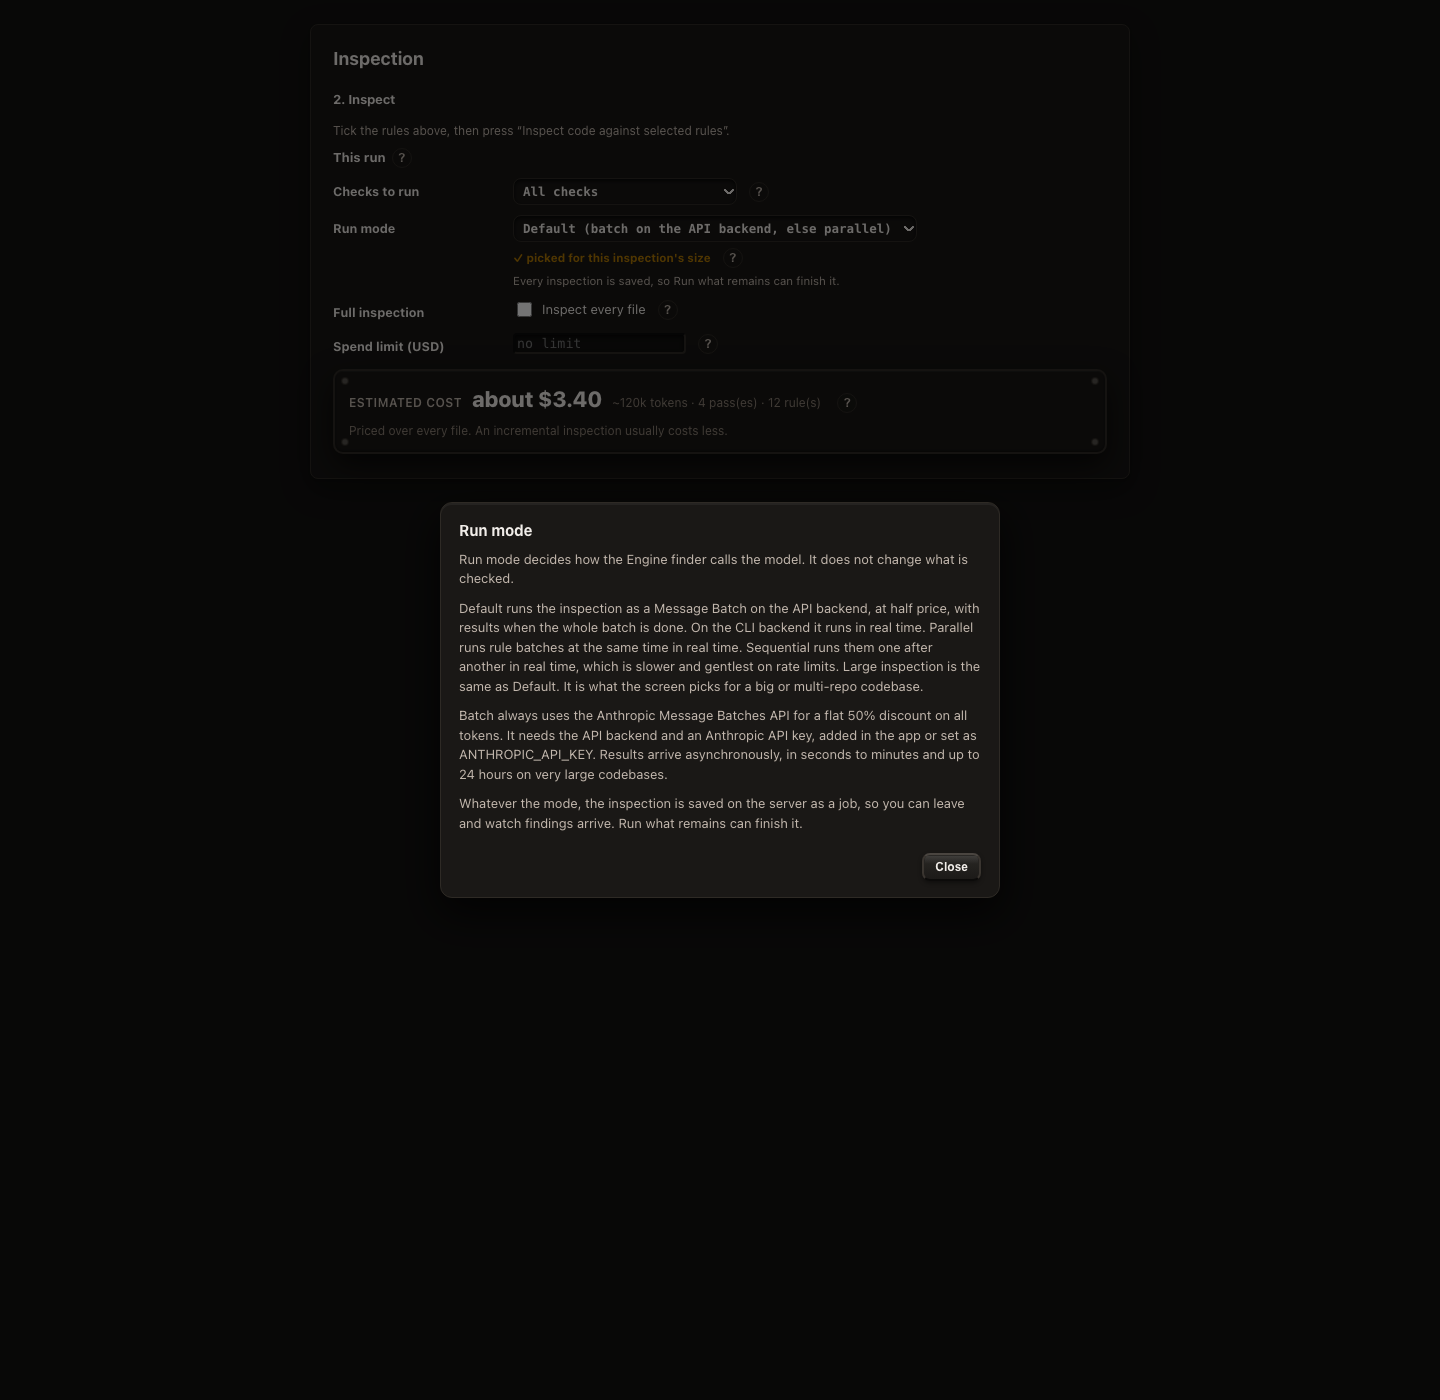 Inspection
2. Inspect
Tick the rules above, then press “Inspect code against selected rules”.
This run ?
Checks to run All checks ?
Run mode Default (batch on the API backend, else parallel)
✓ picked for this inspection's size ?
Every inspection is saved, so Run what remains can finish it.
Full inspection Inspect every file ?
Spend limit (USD) no limit ?
ESTIMATED COST about $3.40 ~120k tokens · 4 pass(es) · 12 rule(s) ?
Priced over every file. An incremental inspection usually costs less.
Run mode
Run mode decides how the Engine finder calls the model. It does not change what is
checked.
Default runs the inspection as a Message Batch on the API backend, at half price, with
results when the whole batch is done. On the CLI backend it runs in real time. Parallel
runs rule batches at the same time in real time. Sequential runs them one after
another in real time, which is slower and gentlest on rate limits. Large inspection is the
same as Default. It is what the screen picks for a big or multi-repo codebase.
Batch always uses the Anthropic Message Batches API for a flat 50% discount on all
tokens. It needs the API backend and an Anthropic API key, added in the app or set as
ANTHROPIC_API_KEY. Results arrive asynchronously, in seconds to minutes and up to
24 hours on very large codebases.
Whatever the mode, the inspection is saved on the server as a job, so you can leave
and watch findings arrive. Run what remains can finish it.
Close